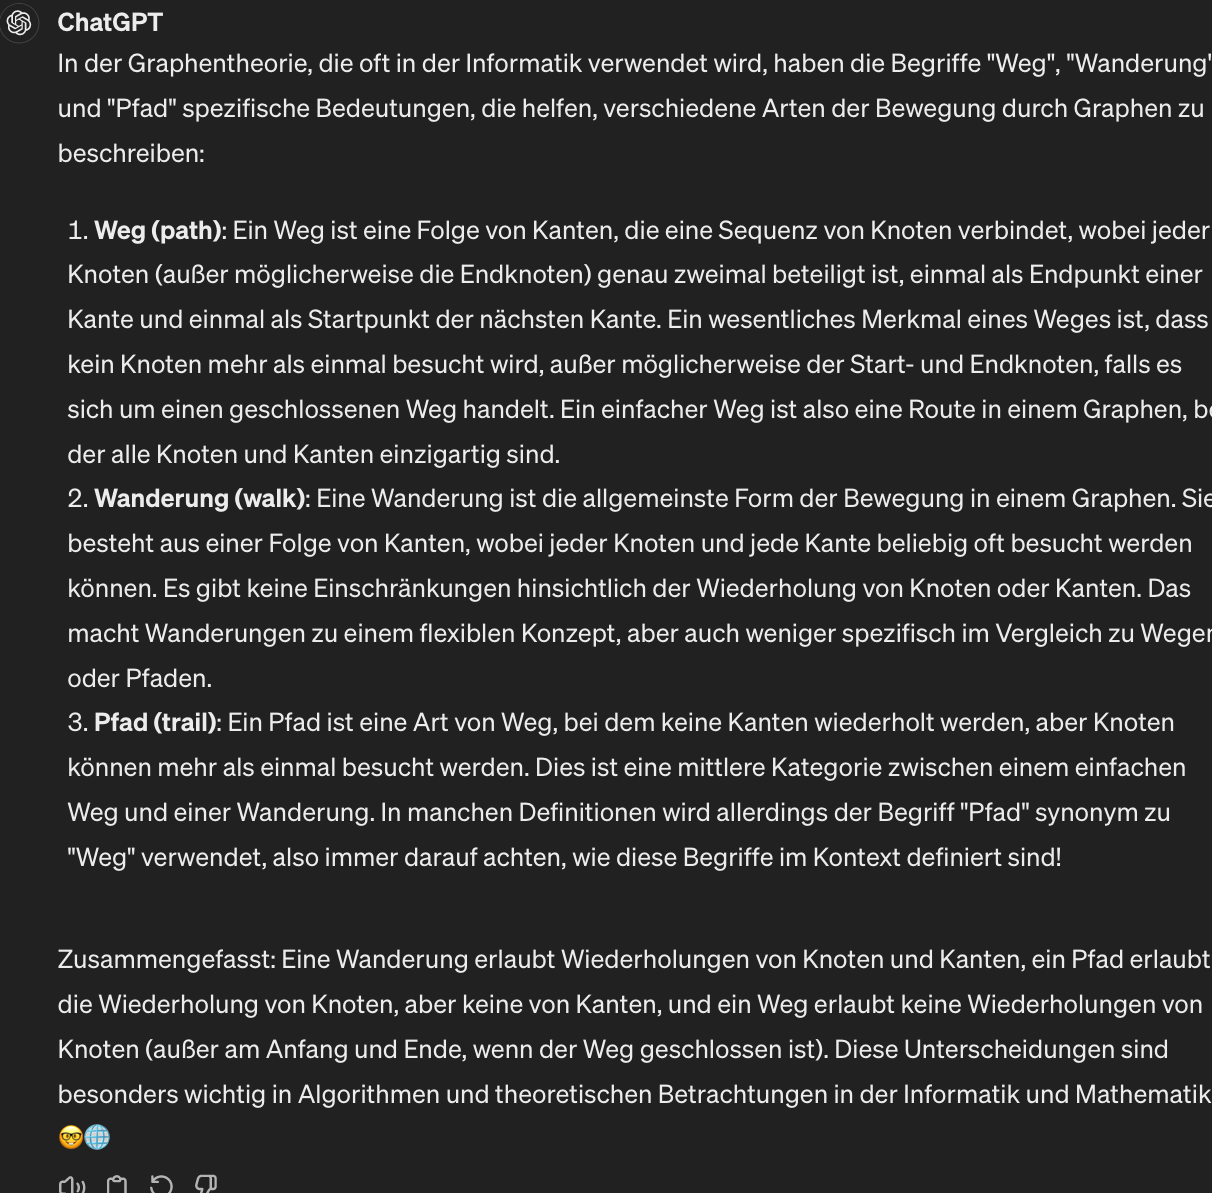 ChatGPT
In der Graphentheorie, die oft in der Informatik verwendet wird, haben die Begriffe "Weg", "Wanderung"
und "Pfad" spezifische Bedeutungen, die helfen, verschiedene Arten der Bewegung durch Graphen zu
beschreiben:
1. Weg (path): Ein Weg ist eine Folge von Kanten, die eine Sequenz von Knoten verbindet, wobei jeder
Knoten (außer möglicherweise die Endknoten) genau zweimal beteiligt ist, einmal als Endpunkt einer
Kante und einmal als Startpunkt der nächsten Kante. Ein wesentliches Merkmal eines Weges ist, dass
kein Knoten mehr als einmal besucht wird, außer möglicherweise der Start- und Endknoten, falls es
sich um einen geschlossenen Weg handelt. Ein einfacher Weg ist also eine Route in einem Graphen,
der alle Knoten und Kanten einzigartig sind.
2. Wanderung (walk): Eine Wanderung ist die allgemeinste Form der Bewegung in einem Graphen. Sie
besteht aus einer Folge von Kanten, wobei jeder Knoten und jede Kante beliebig oft besucht werden
können. Es gibt keine Einschränkungen hinsichtlich der Wiederholung von Knoten oder Kanten. Das
macht Wanderungen zu einem flexiblen Konzept, aber auch weniger spezifisch im Vergleich zu Wegen
oder Pfaden.
3. Pfad (trail): Ein Pfad ist eine Art von Weg, bei dem keine Kanten wiederholt werden, aber Knoten
können mehr als einmal besucht werden. Dies ist eine mittlere Kategorie zwischen einem einfachen
Weg und einer Wanderung. In manchen Definitionen wird allerdings der Begriff "Pfad" synonym zu
"Weg" verwendet, also immer darauf achten, wie diese Begriffe im Kontext definiert sind!
Zusammengefasst: Eine Wanderung erlaubt Wiederholungen von Knoten und Kanten, ein Pfad erlaubt
die Wiederholung von Knoten, aber keine von Kanten, und ein Weg erlaubt keine Wiederholungen von
Knoten (außer am Anfang und Ende, wenn der Weg geschlossen ist). Diese Unterscheidungen sind
besonders wichtig in Algorithmen und theoretischen Betrachtungen in der Informatik und Mathematik
🤓🌐